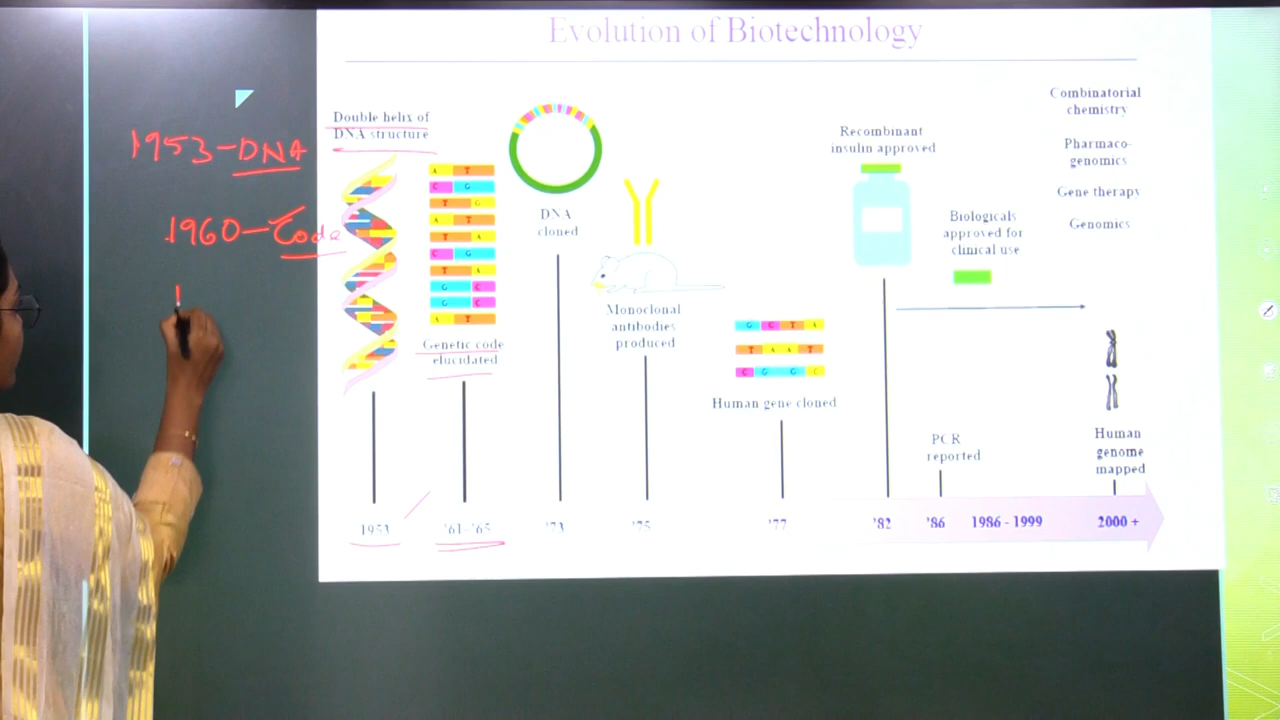 Evolution of Biotechnology
1953-DNA
1960-Code
Double helix of
DNA structure
A T
C G
T G
A T
T A
C G
T A
G C
G C
A T
Genetic code
elucidated
DNA
cloned
Monoclonal
antibodies
produced
G C T A
T A A T
C G G C
Human gene cloned
Recombinant
insulin approved
Biologicals
approved for
clinical use
PCR
reported
Combinatorial
chemistry
Pharmaco-
genomics
Gene therapy
Genomics
Human
genome
mapped
1953
'61-'65
'73
'75
'77
'82
'86
1986 - 1999
2000 +